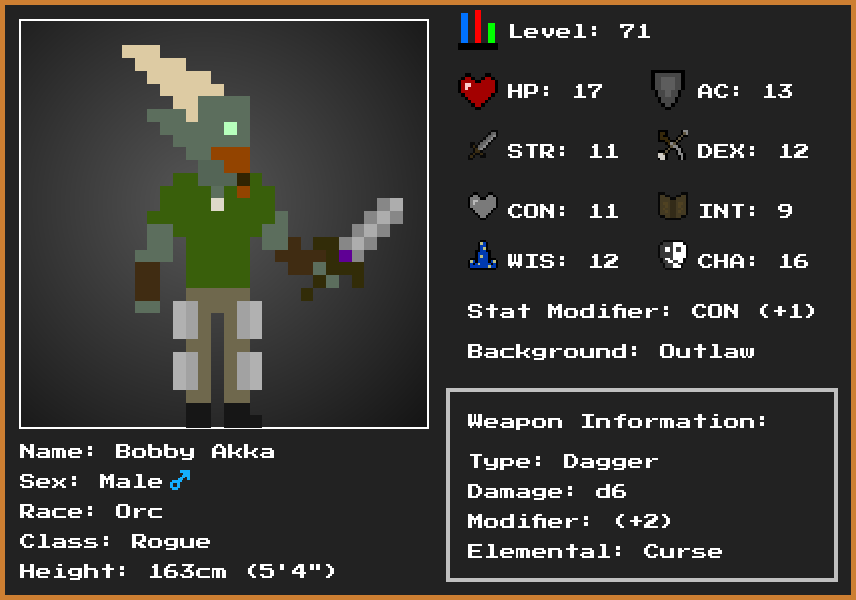 Level: 71
HP: 17
AC: 13
STR: 11
DEX: 12
CON: 11
INT: 9
WIS: 12
CHA: 16
Stat Modifier: CON (+1)
Background: Outlaw
Weapon Information:
Type: Dagger
Damage: d6
Modifier: (+2)
Elemental: Curse
Name: Bobby Akka
Sex: Male♂
Race: Orc
Class: Rogue
Height: 163cm (5'4")